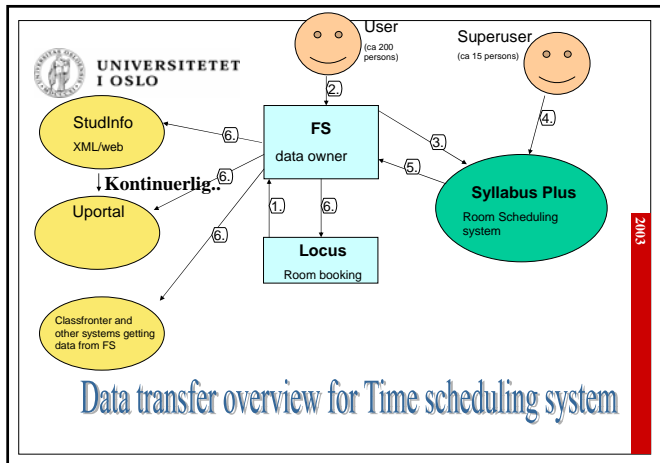 User
(ca 200
persons)
Superuser
(ca 15 persons)
UNIVERSITETET
I OSLO
2.
4.
StudInfo
XML/web
6.
FS
data owner
3.
5.
Kontinuerlig..
6.
Uportal
6.
1.
6.
Syllabus Plus
Room Scheduling
system
Locus
Room booking
2003
Classfronter and
other systems getting
data from FS
Data transfer overview for Time scheduling system